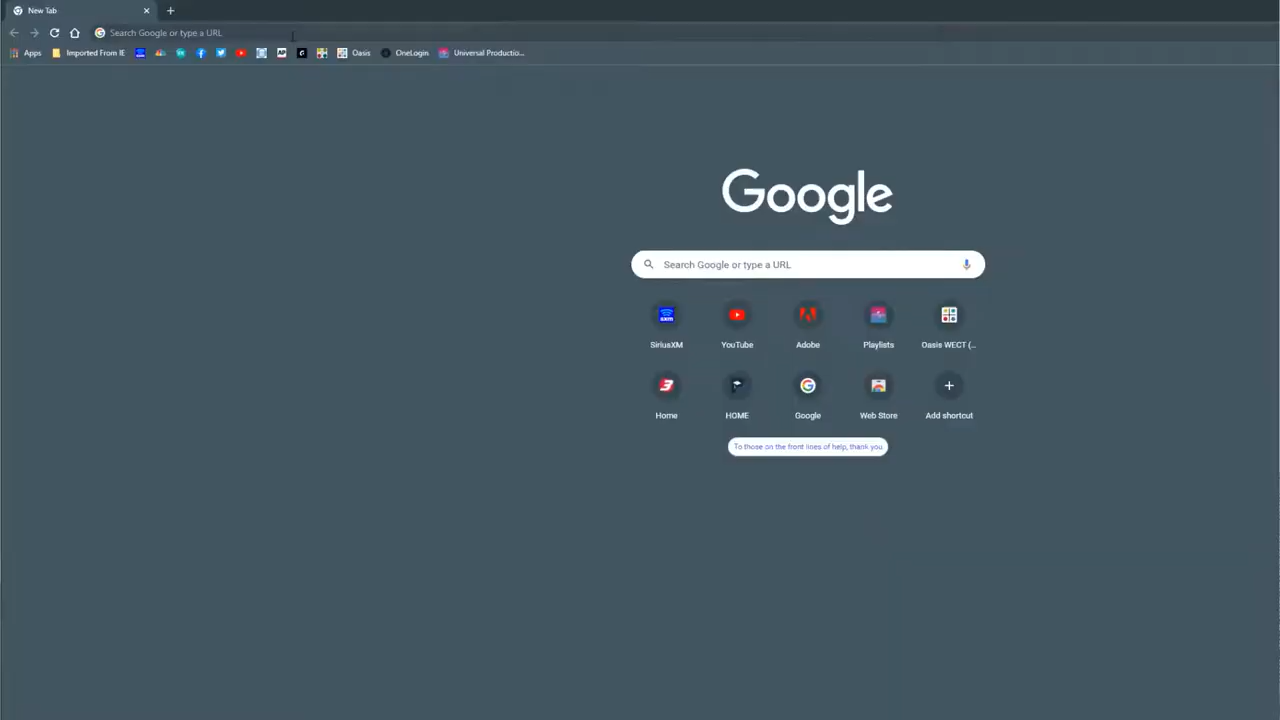 New Tab
Search Google or type a URL
Apps
Imported From IE
Oasis
OneLogin
Universal Productio...
Google
Search Google or type a URL
sxm
SiriusXM
YouTube
Adobe
Playlists
Oasis WECT (...
3
Home
HOME
Google
Web Store
Add shortcut
To those on the front lines of help, thank you